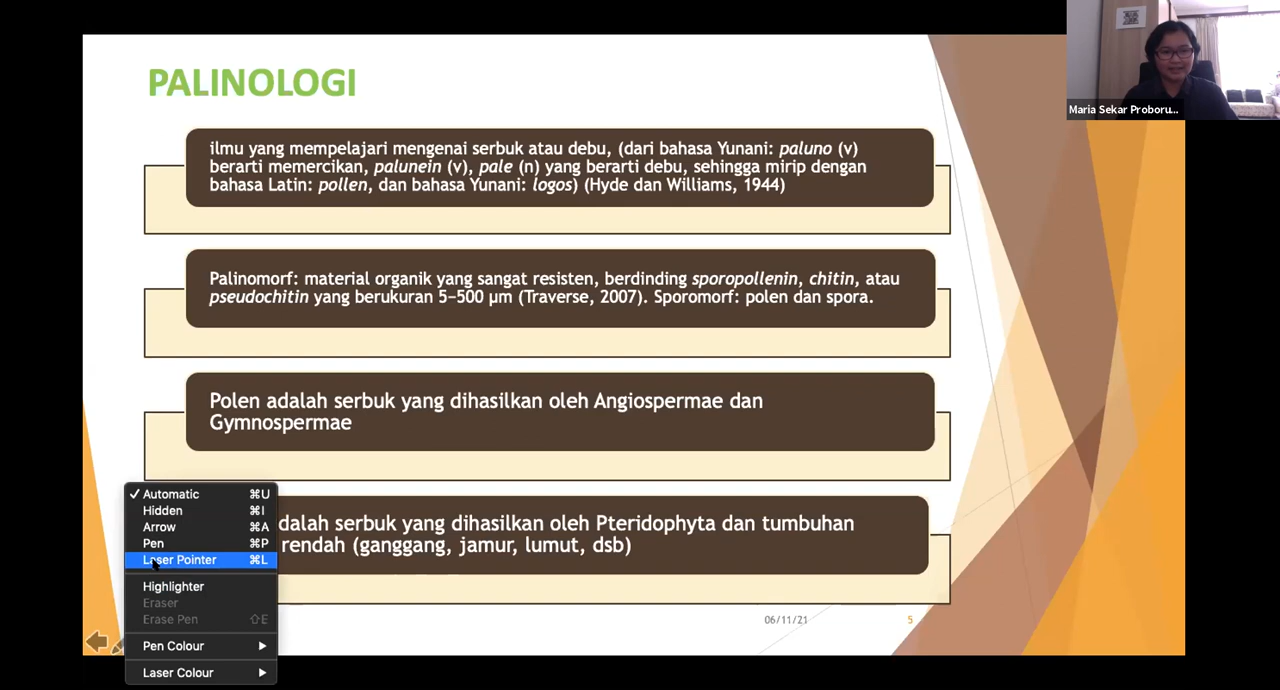 PALINOLOGI
ilmu yang mempelajari mengenai serbuk atau debu, (dari bahasa Yunani: paluno (v)
berarti memercikan, palunein (v), pale (n) yang berarti debu, sehingga mirip dengan
bahasa Latin: pollen, dan bahasa Yunani: logos) (Hyde dan Williams, 1944)
Palinomorf: material organik yang sangat resisten, berdinding sporopollenin, chitin, atau
pseudochitin yang berukuran 5–500 µm (Traverse, 2007). Sporomorf: polen dan spora.
Polen adalah serbuk yang dihasilkan oleh Angiospermae dan
Gymnospermae
dalah serbuk yang dihasilkan oleh Pteridophyta dan tumbuhan
rendah (ganggang, jamur, lumut, dsb)
06/11/21
5
Maria Sekar Proboru...
✓ Automatic ⌘U
Hidden ⌘I
Arrow ⌘A
Pen ⌘P
Laser Pointer ⌘L
Highlighter
Eraser
Erase Pen ⇧E
Pen Colour ▶
Laser Colour ▶